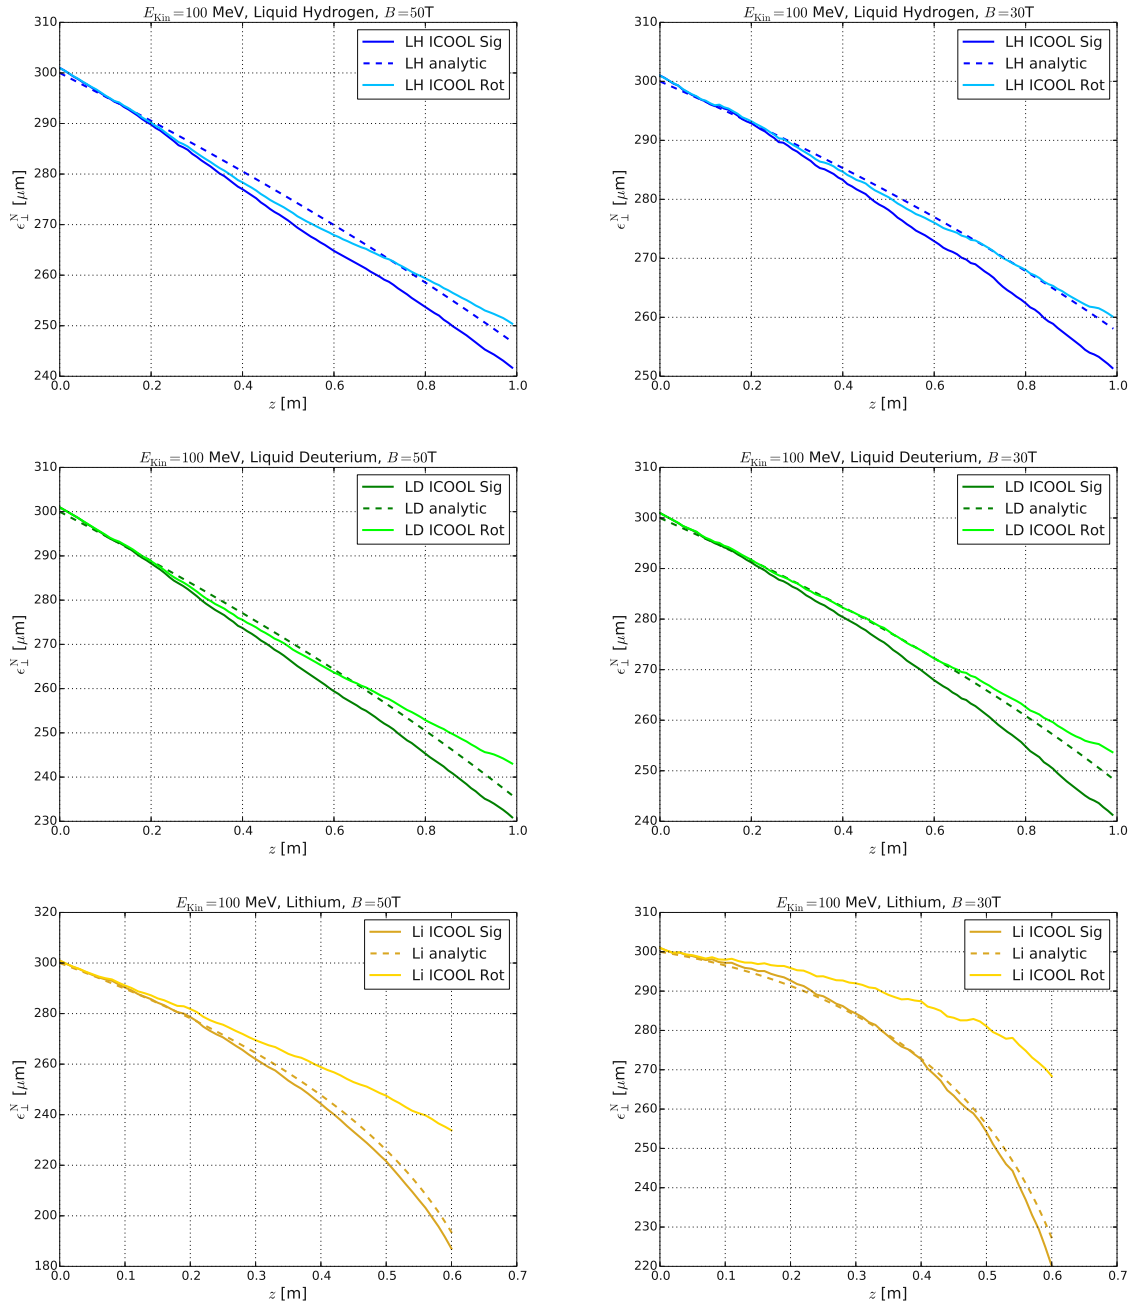 E_Kin = 100 MeV, Liquid Hydrogen, B = 50T
310
300
290
280
270
260
250
240
ϵ⊥^N [μm]
LH ICOOL Sig
LH analytic
LH ICOOL Rot
0.0 0.2 0.4 0.6 0.8 1.0
z [m]
E_Kin = 100 MeV, Liquid Hydrogen, B = 30T
310
300
290
280
270
260
250
ϵ⊥^N [μm]
LH ICOOL Sig
LH analytic
LH ICOOL Rot
0.0 0.2 0.4 0.6 0.8 1.0
z [m]
E_Kin = 100 MeV, Liquid Deuterium, B = 50T
310
300
290
280
270
260
250
240
230
ϵ⊥^N [μm]
LD ICOOL Sig
LD analytic
LD ICOOL Rot
0.0 0.2 0.4 0.6 0.8 1.0
z [m]
E_Kin = 100 MeV, Liquid Deuterium, B = 30T
310
300
290
280
270
260
250
240
ϵ⊥^N [μm]
LD ICOOL Sig
LD analytic
LD ICOOL Rot
0.0 0.2 0.4 0.6 0.8 1.0
z [m]
E_Kin = 100 MeV, Lithium, B = 50T
320
300
280
260
240
220
200
180
ϵ⊥^N [μm]
Li ICOOL Sig
Li analytic
Li ICOOL Rot
0.0 0.1 0.2 0.3 0.4 0.5 0.6 0.7
z [m]
E_Kin = 100 MeV, Lithium, B = 30T
310
300
290
280
270
260
250
240
230
220
ϵ⊥^N [μm]
Li ICOOL Sig
Li analytic
Li ICOOL Rot
0.0 0.1 0.2 0.3 0.4 0.5 0.6 0.7
z [m]